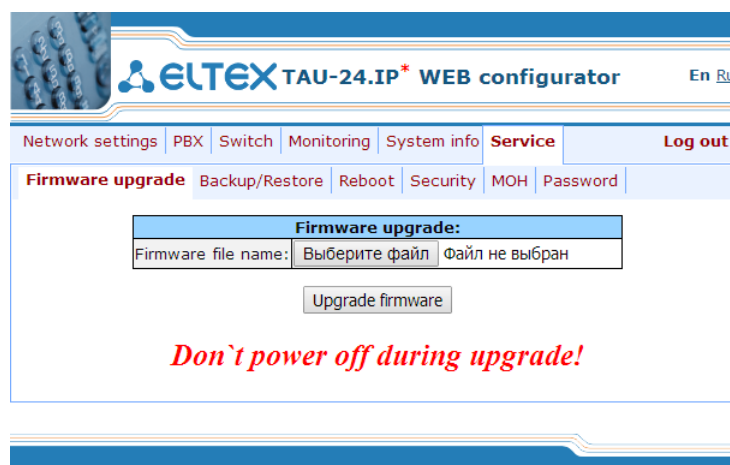 ELTEX TAU-24.IP* WEB configurator En Ru
Network settings PBX Switch Monitoring System info Service Log out
Firmware upgrade Backup/Restore Reboot Security MOH Password
Firmware upgrade:
Firmware file name: Выберите файл Файл не выбран
Upgrade firmware
Don`t power off during upgrade!